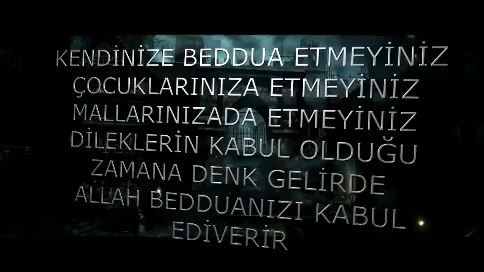 KENDİNİZE BEDDUA ETMEYİNİZ
ÇOCUKLARINIZA ETMEYİNİZ
MALLARINIZADA ETMEYİNİZ
DİLEKLERİN KABUL OLDUĞU
ZAMANA DENK GELİRDE
ALLAH BEDDUANIZI KABUL
EDİVERİR